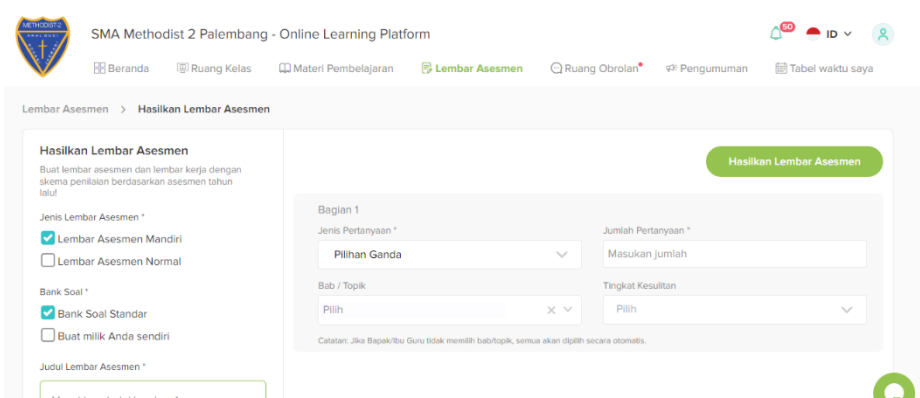 METHODIST-2
SMA Methodist 2 Palembang - Online Learning Platform
50
ID
Beranda
Ruang Kelas
Materi Pembelajaran
Lembar Asesmen
Ruang Obrolan
Pengumuman
Tabel waktu saya
Lembar Asesmen > Hasilkan Lembar Asesmen
Hasilkan Lembar Asesmen
Buat lembar asesmen dan lembar kerja dengan
skema penilaian berdasarkan asesmen tahun
lalu!
Jenis Lembar Asesmen *
Lembar Asesmen Mandiri
Lembar Asesmen Normal
Bank Soal *
Bank Soal Standar
Buat milik Anda sendiri
Judul Lembar Asesmen *
Hasilkan Lembar Asesmen
Bagian 1
Jenis Pertanyaan *
Pilihan Ganda
Jumlah Pertanyaan *
Masukan jumlah
Bab / Topik
Pilih
Tingkat Kesulitan
Pilih
Catatan: Jika Bapak/Ibu Guru tidak memilih bab/topik, semua akan dipilih secara otomatis.